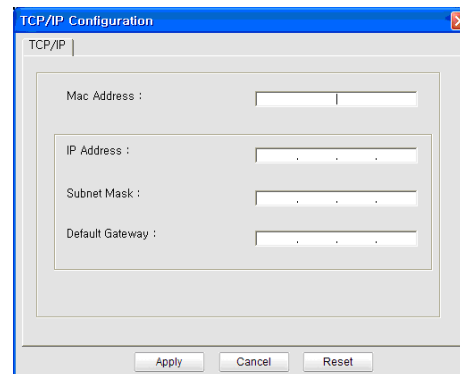 TCP/IP Configuration
TCP/IP
Mac Address :
IP Address :
. . .
Subnet Mask :
. . .
Default Gateway :
. . .
Apply Cancel Reset